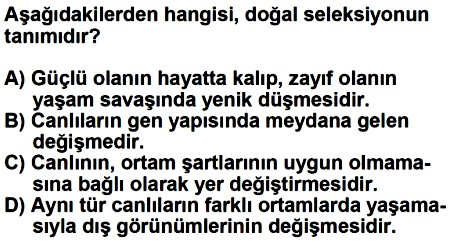 Aşağıdakilerden hangisi, doğal seleksiyonun
tanımıdır?
A) Güçlü olanın hayatta kalıp, zayıf olanın
yaşam savaşında yenik düşmesidir.
B) Canlıların gen yapısında meydana gelen
değişmedir.
C) Canlının, ortam şartlarının uygun olmama-
sına bağlı olarak yer değiştirmesidir.
D) Aynı tür canlıların farklı ortamlarda yaşama-
sıyla dış görünümlerinin değişmesidir.